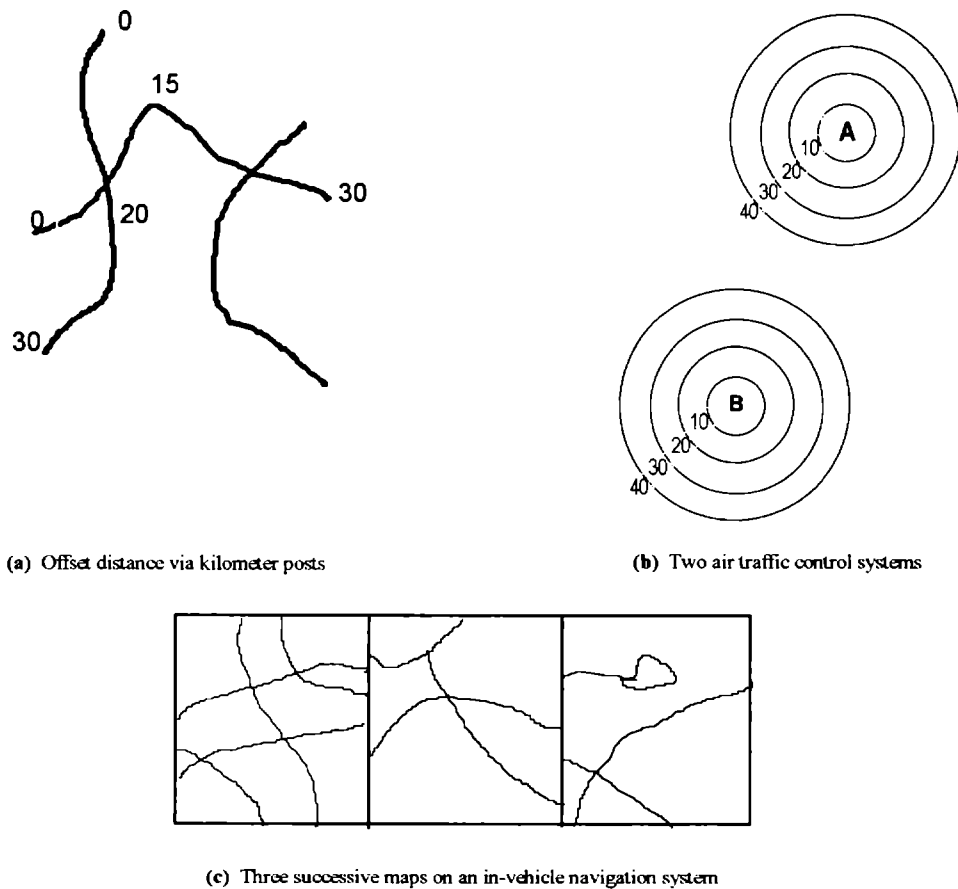 0
15
0
20
30
30
A
10
20
30
40
B
10
20
30
40
(a) Offset distance via kilometer posts
(b) Two air traffic control systems
(c) Three successive maps on an in-vehicle navigation system